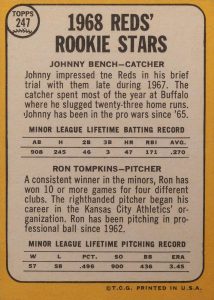 TOPPS
247
1968 REDS'
ROOKIE STARS
JOHNNY BENCH—CATCHER
Johnny impressed the Reds in his brief
trial with them late during 1967. The
catcher spent most of the year at Buffalo
where he slugged twenty-three home runs.
Johnny has been in the pro wars since '65.
MINOR LEAGUE LIFETIME BATTING RECORD
AB H 2B 3B HR RBI AVG.
908 245 46 3 47 171 .270
RON TOMPKINS—PITCHER
A consistent winner in the minors, Ron has
won 10 or more games for four different
clubs. The righthanded pitcher began his
career in the Kansas City Athletics' or-
ganization. Ron has been pitching in pro-
fessional ball since 1962.
MINOR LEAGUE LIFETIME PITCHING RECORD
W L PCT. SO BB IP ERA
57 58 .496 900 436 3.45
©T.C.G. PRINTED IN U.S.A.